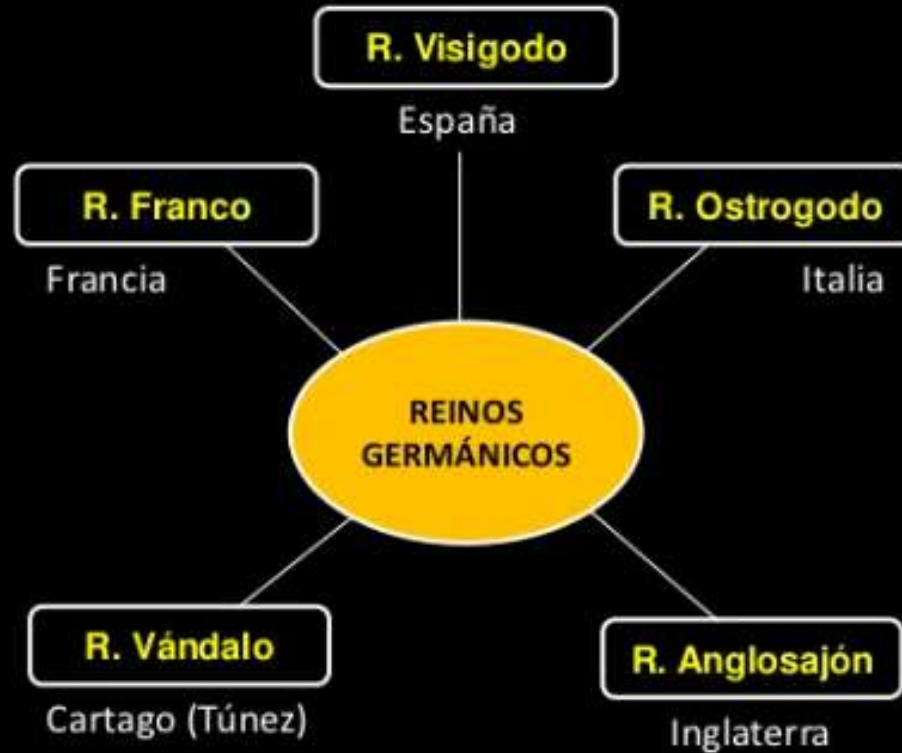 R. Visigodo
España
R. Franco
Francia
R. Ostrogodo
Italia
REINOS
GERMÁNICOS
R. Vándalo
Cartago (Túnez)
R. Anglosajón
Inglaterra